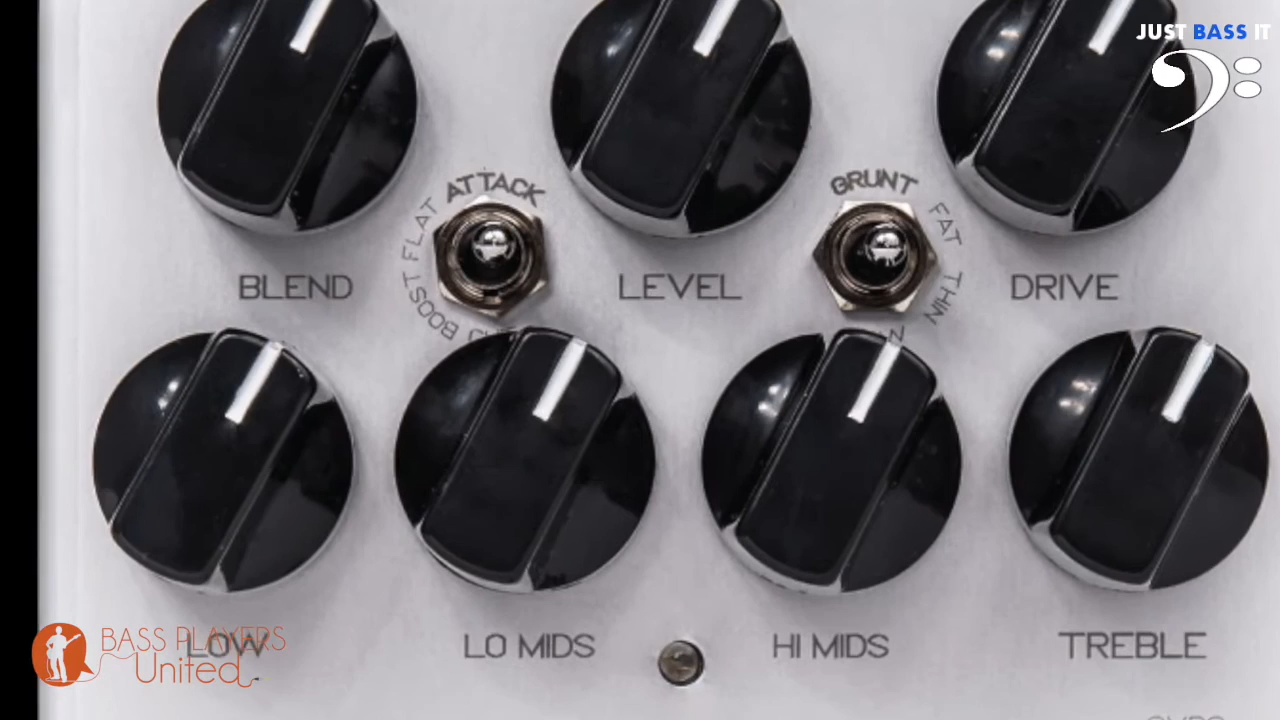 JUST BASS IT
ATTACK
FLAT
BOOST
GRUNT
FAT
THIN
BLEND
LEVEL
DRIVE
LOW
LO MIDS
HI MIDS
TREBLE
BASS PLAYERS
United